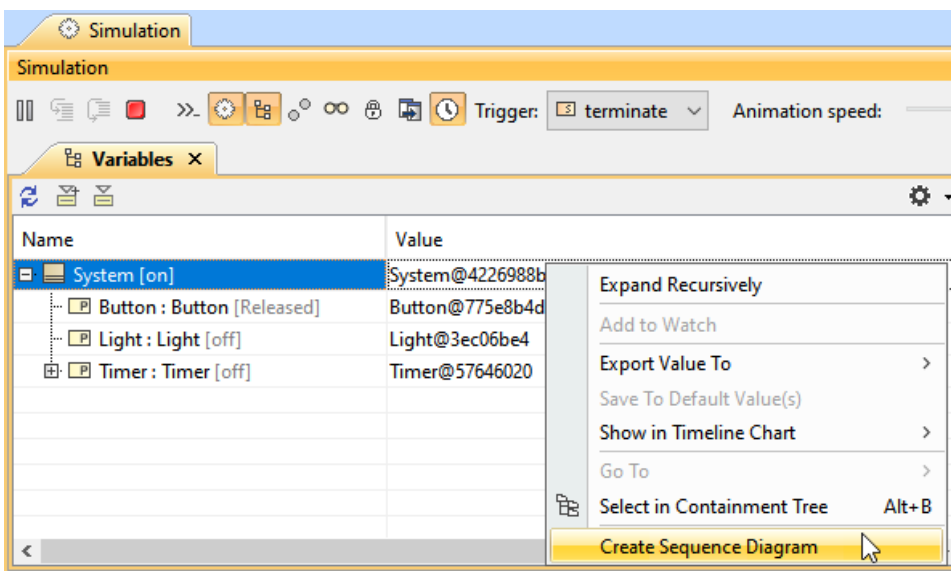 Simulation
Simulation
Trigger: terminate Animation speed:
Variables
Name Value
System [on] System@4226988b
Button : Button [Released] Button@775e8b4d
Light : Light [off] Light@3ec06be4
Timer : Timer [off] Timer@57646020
Expand Recursively
Add to Watch
Export Value To
Save To Default Value(s)
Show in Timeline Chart
Go To
Select in Containment Tree Alt+B
Create Sequence Diagram